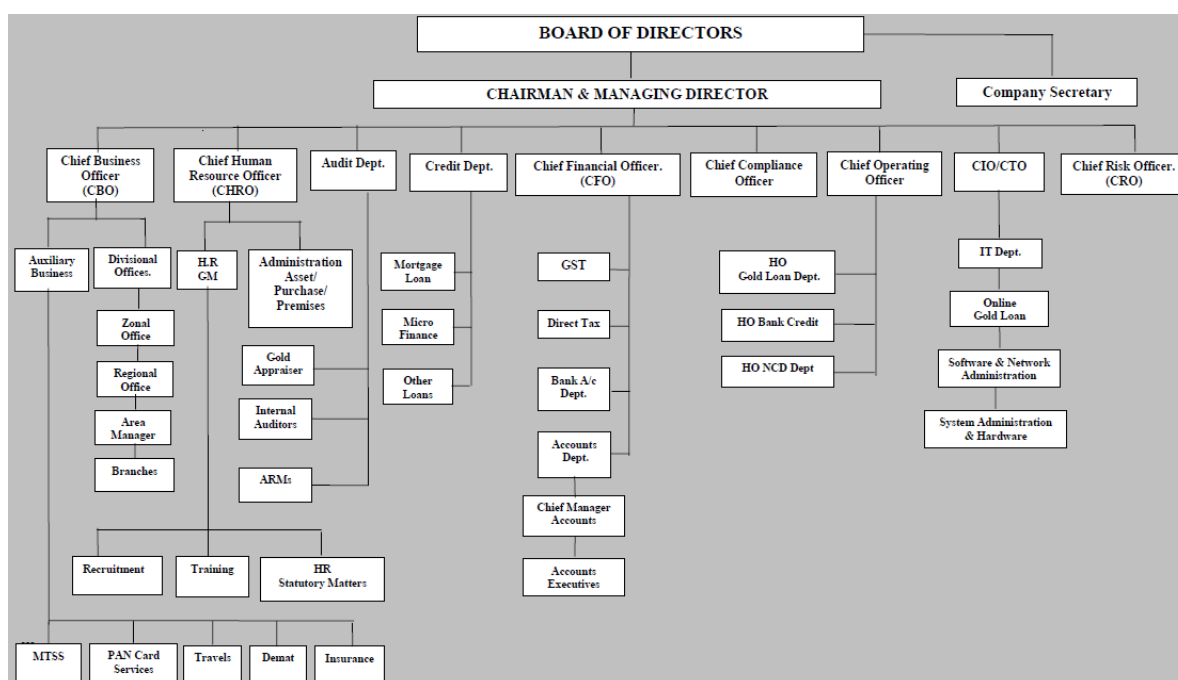 BOARD OF DIRECTORS
CHAIRMAN & MANAGING DIRECTOR
Company Secretary
Chief Business
Officer
(CBO)
Chief Human
Resource Officer
(CHRO)
Audit Dept.
Credit Dept.
Chief Financial Officer.
(CFO)
Chief Compliance
Officer
Chief Operating
Officer
CIO/CTO
Chief Risk Officer.
(CRO)
Auxiliary
Business
Divisional
Offices.
H.R
GM
Administration
Asset/
Purchase/
Premises
Mortgage
Loan
GST
HO
Gold Loan Dept.
IT Dept.
Zonal
Office
Micro
Finance
Direct Tax
HO Bank Credit
Online
Gold Loan
Regional
Office
Gold
Appraiser
Other
Loans
Bank A/c
Dept.
HO NCD Dept
Software & Network
Administration
Area
Manager
Internal
Auditors
Accounts
Dept.
System Administration
& Hardware
Branches
ARMs
Chief Manager
Accounts
Recruitment
Training
HR
Statutory Matters
Accounts
Executives
MTSS
PAN Card
Services
Travels
Demat
Insurance